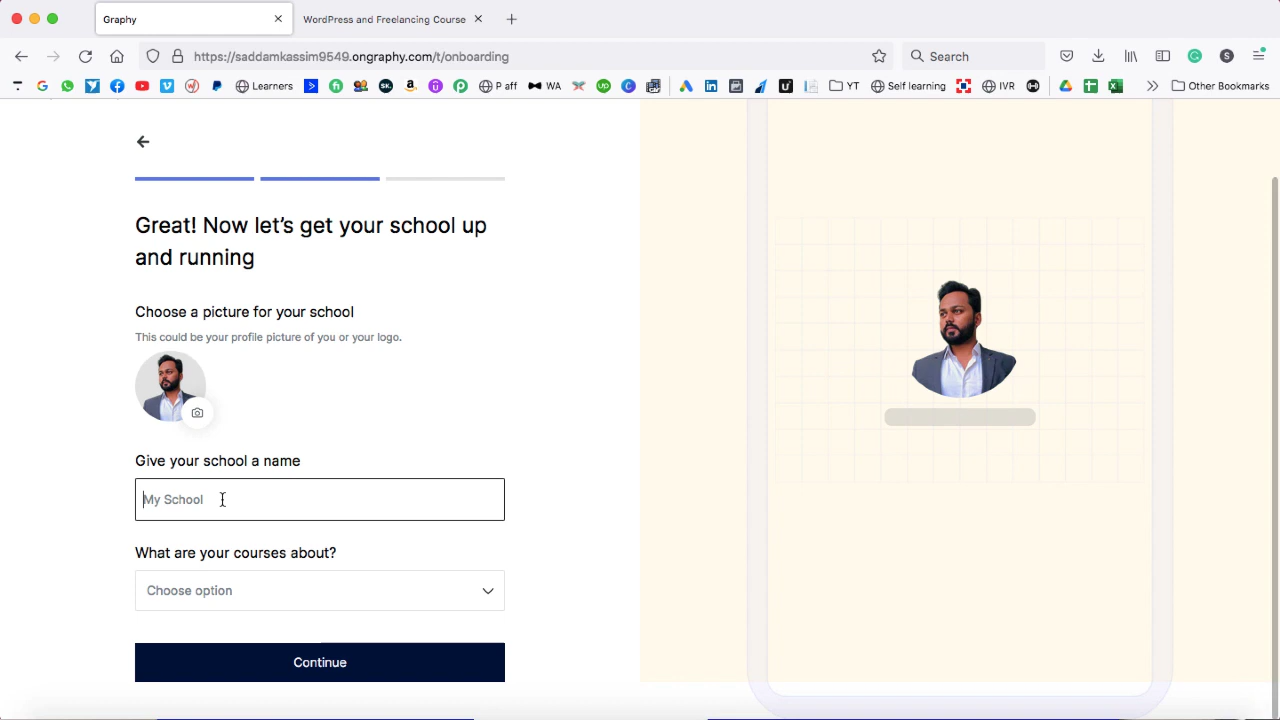 Graphy
WordPress and Freelancing Course
https://saddamkassim9549.ongraphy.com/t/onboarding
Search
S
Learners
P aff
WA
YT
Self learning
IVR
Other Bookmarks
Great! Now let's get your school up
and running
Choose a picture for your school
This could be your profile picture of you or your logo.
Give your school a name
My School
What are your courses about?
Choose option
Continue